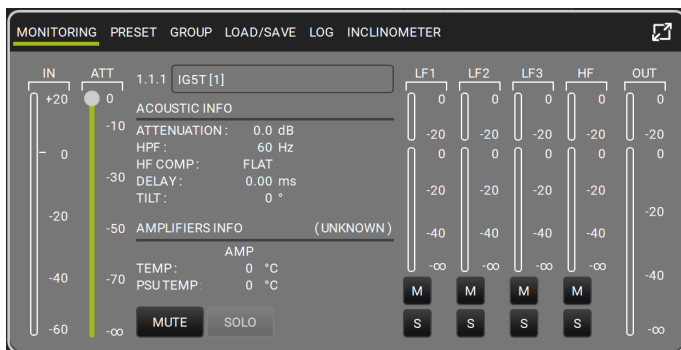 MONITORING PRESET GROUP LOAD/SAVE LOG INCLINOMETER
IN ATT 1.1.1 IG5T [1] LF1 LF2 LF3 HF OUT
+20 0 0 0 0 0 0
ACOUSTIC INFO
-10 ATTENUATION : 0.0 dB -20 -20 -20 -20 -20
HPF : 60 Hz
0 HF COMP : FLAT 0 0 0 0 0
-30 DELAY : 0.00 ms
TILT : 0 ° -20 -20 -20 -20
-20 -20
-50 AMPLIFIERS INFO (UNKNOWN) -40 -40 -40 -40
AMP
TEMP : 0 °C -∞ -∞ -∞ -∞
-40 -70 PSU TEMP : 0 °C -40
M M M M
MUTE SOLO S S S S
-60 -∞ -∞